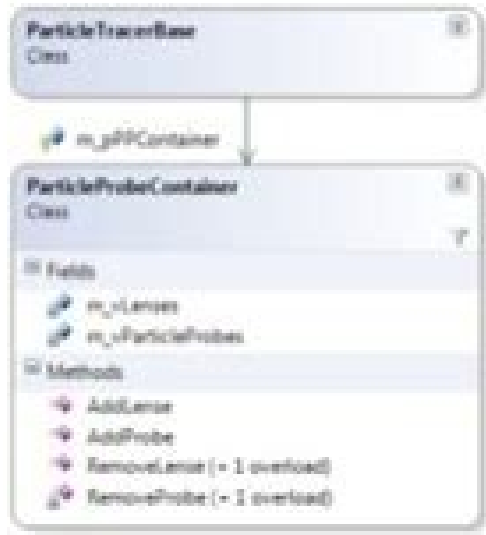 ParticleTracerBase
Class
m_pPPContainer
ParticleProbeContainer
Class
Fields
m_vLenses
m_vParticleProbes
Methods
AddLense
AddProbe
RemoveLense (+ 1 overload)
RemoveProbe (+ 1 overload)